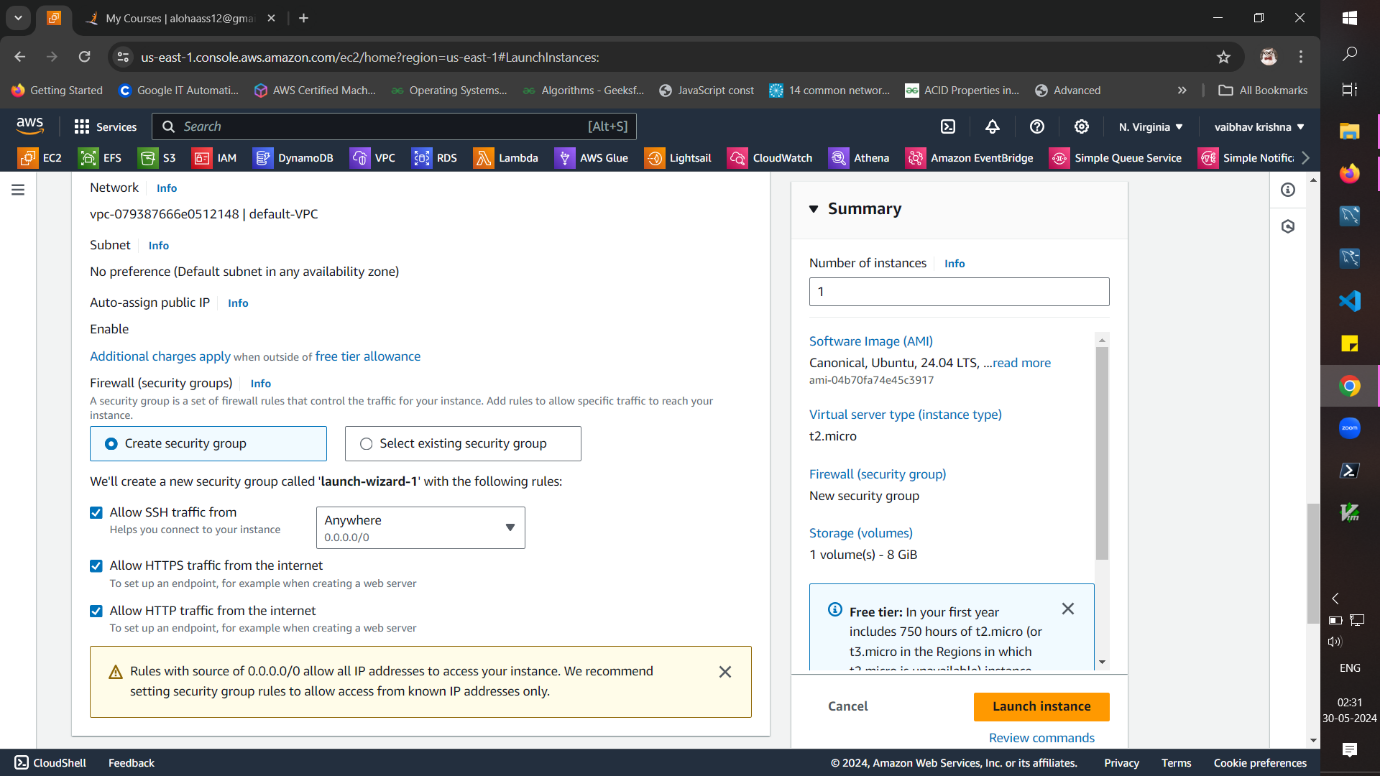 My Courses | alohaass12@gma
us-east-1.console.aws.amazon.com/ec2/home?region=us-east-1#LaunchInstances:
Getting Started
Google IT Automati...
AWS Certified Mach...
Operating Systems...
Algorithms - Geeksf...
JavaScript const
14 common networ...
ACID Properties in...
Advanced
All Bookmarks
aws
Services
Search
[Alt+S]
N. Virginia
vaibhav krishna
EC2
EFS
S3
IAM
DynamoDB
VPC
RDS
Lambda
AWS Glue
Lightsail
CloudWatch
Athena
Amazon EventBridge
Simple Queue Service
Simple Notific
Network Info
vpc-079387666e0512148 | default-VPC
Subnet Info
No preference (Default subnet in any availability zone)
Auto-assign public IP Info
Enable
Additional charges apply when outside of free tier allowance
Firewall (security groups) Info
A security group is a set of firewall rules that control the traffic for your instance. Add rules to allow specific traffic to reach your
instance.
Create security group
Select existing security group
We'll create a new security group called 'launch-wizard-1' with the following rules:
Allow SSH traffic from
Helps you connect to your instance
Anywhere
0.0.0.0/0
Allow HTTPS traffic from the internet
To set up an endpoint, for example when creating a web server
Allow HTTP traffic from the internet
To set up an endpoint, for example when creating a web server
Rules with source of 0.0.0.0/0 allow all IP addresses to access your instance. We recommend
setting security group rules to allow access from known IP addresses only.
Summary
Number of instances Info
1
Software Image (AMI)
Canonical, Ubuntu, 24.04 LTS, ...read more
ami-04b70fa74e45c3917
Virtual server type (instance type)
t2.micro
Firewall (security group)
New security group
Storage (volumes)
1 volume(s) - 8 GiB
Free tier: In your first year
includes 750 hours of t2.micro (or
t3.micro in the Regions in which
t2.micro is unavailable) instance
Cancel
Launch instance
Review commands
zoom
ENG
02:31
30-05-2024
CloudShell
Feedback
© 2024, Amazon Web Services, Inc. or its affiliates.
Privacy
Terms
Cookie preferences